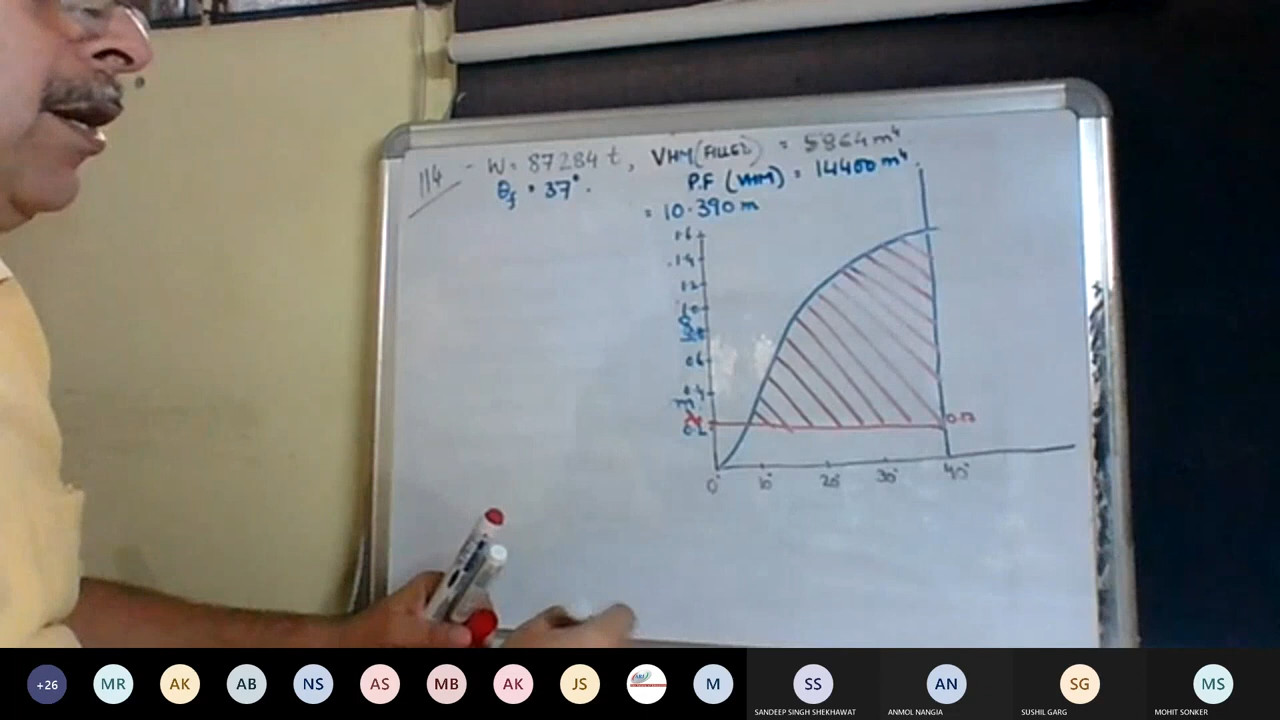 114 - W = 87284 t, VHM (FILLED) = 5864 m⁴
θf = 37°. P.F (VHM) = 14400 m⁴.
= 10.390 m
1.6
1.4
1.2
1.0
0.6
0.4
0.2
0.17
0° 10° 20° 30° 40°
+26 MR AK AB NS AS MB AK JS M SS AN SG MS
SANDEEP SINGH SHEKHAWAT ANMOL NANGIA SUSHIL GARG MOHIT SONKER